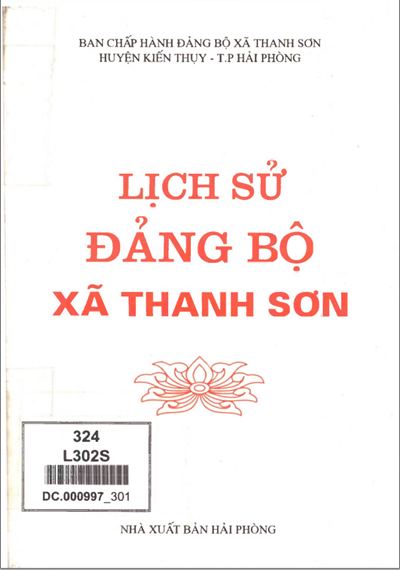 BAN CHẤP HÀNH ĐẢNG BỘ XÃ THANH SƠN
HUYỆN KIẾN THỤY - T.P HẢI PHÒNG
LỊCH SỬ
ĐẢNG BỘ
XÃ THANH SƠN
324
L302S
DC.000997_301
NHÀ XUẤT BẢN HẢI PHÒNG